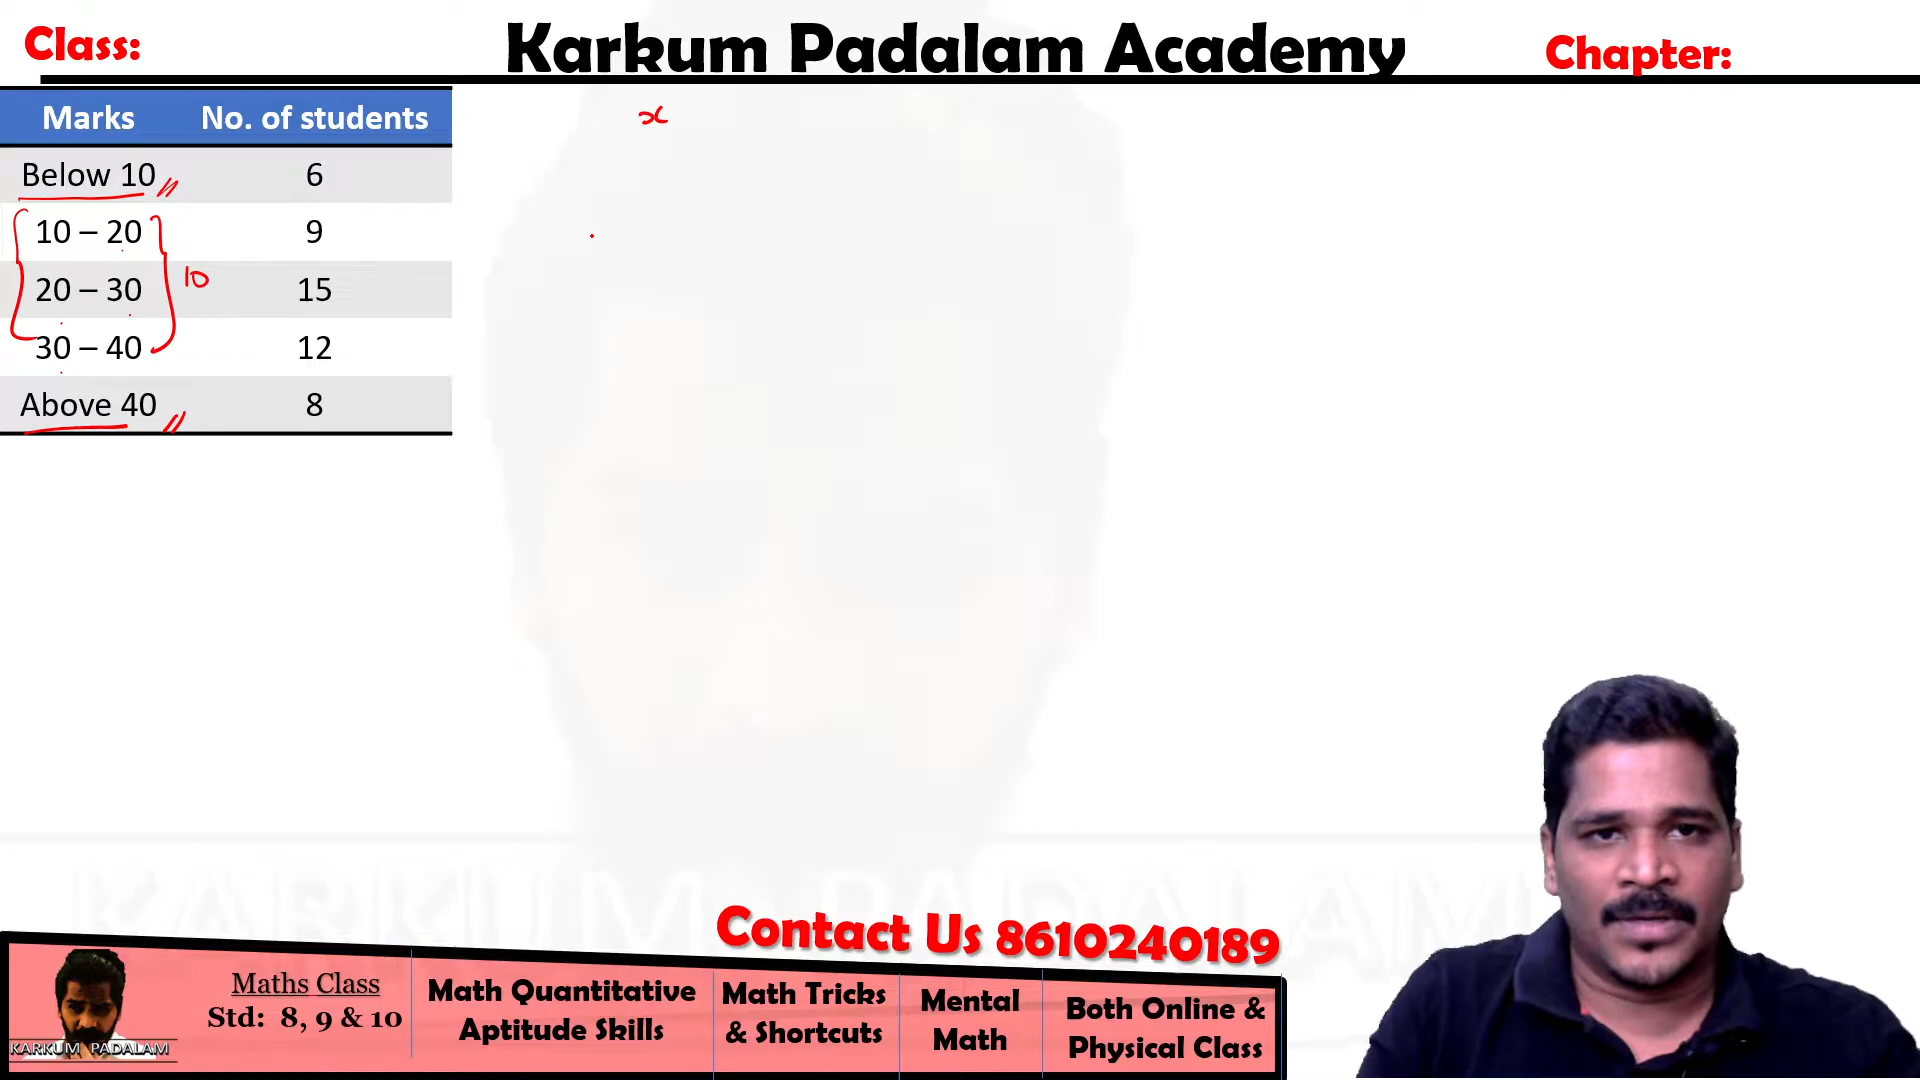 Class:
Karkum Padalam Academy
Chapter:
Marks No. of students
x
Below 10 6
10 – 20 9
10
20 – 30 15
30 – 40 12
Above 40 8
KARKUM PADALAM
Contact Us 8610240189
KARKUM PADALAM
Maths Class
Std: 8, 9 & 10
Math Quantitative
Aptitude Skills
Math Tricks
& Shortcuts
Mental
Math
Both Online &
Physical Class